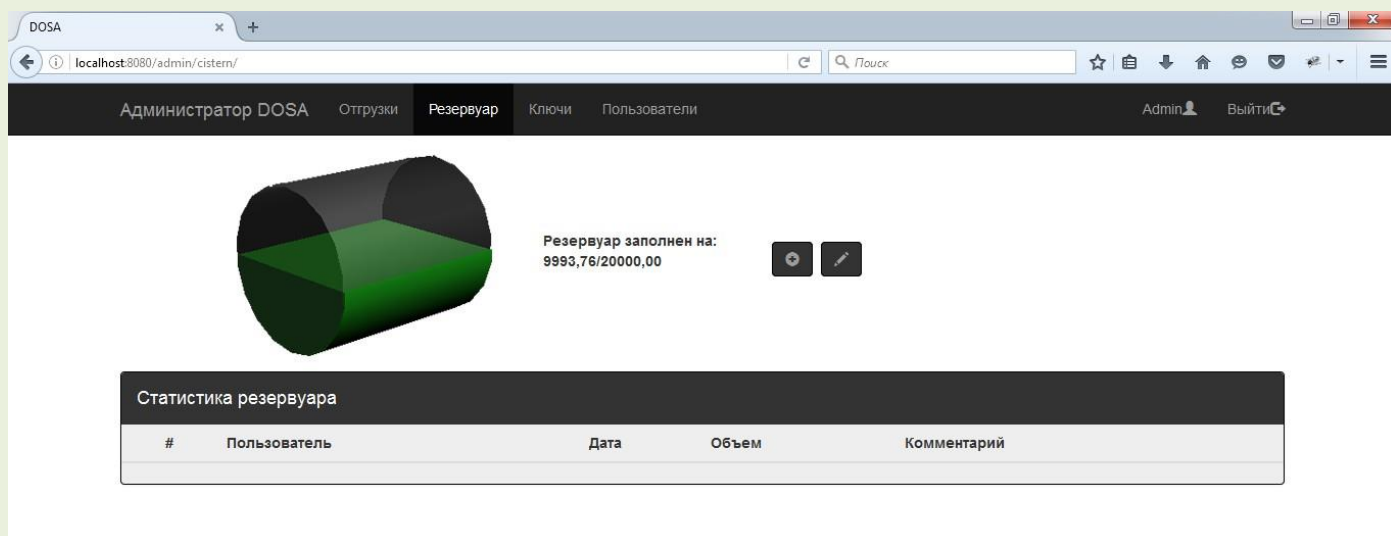 DOSA
localhost:8080/admin/cistern/
Поиск
Администратор DOSA Отгрузки Резервуар Ключи Пользователи Admin Выйти
Резервуар заполнен на:
9993,76/20000,00
Статистика резервуара
# Пользователь Дата Объем Комментарий